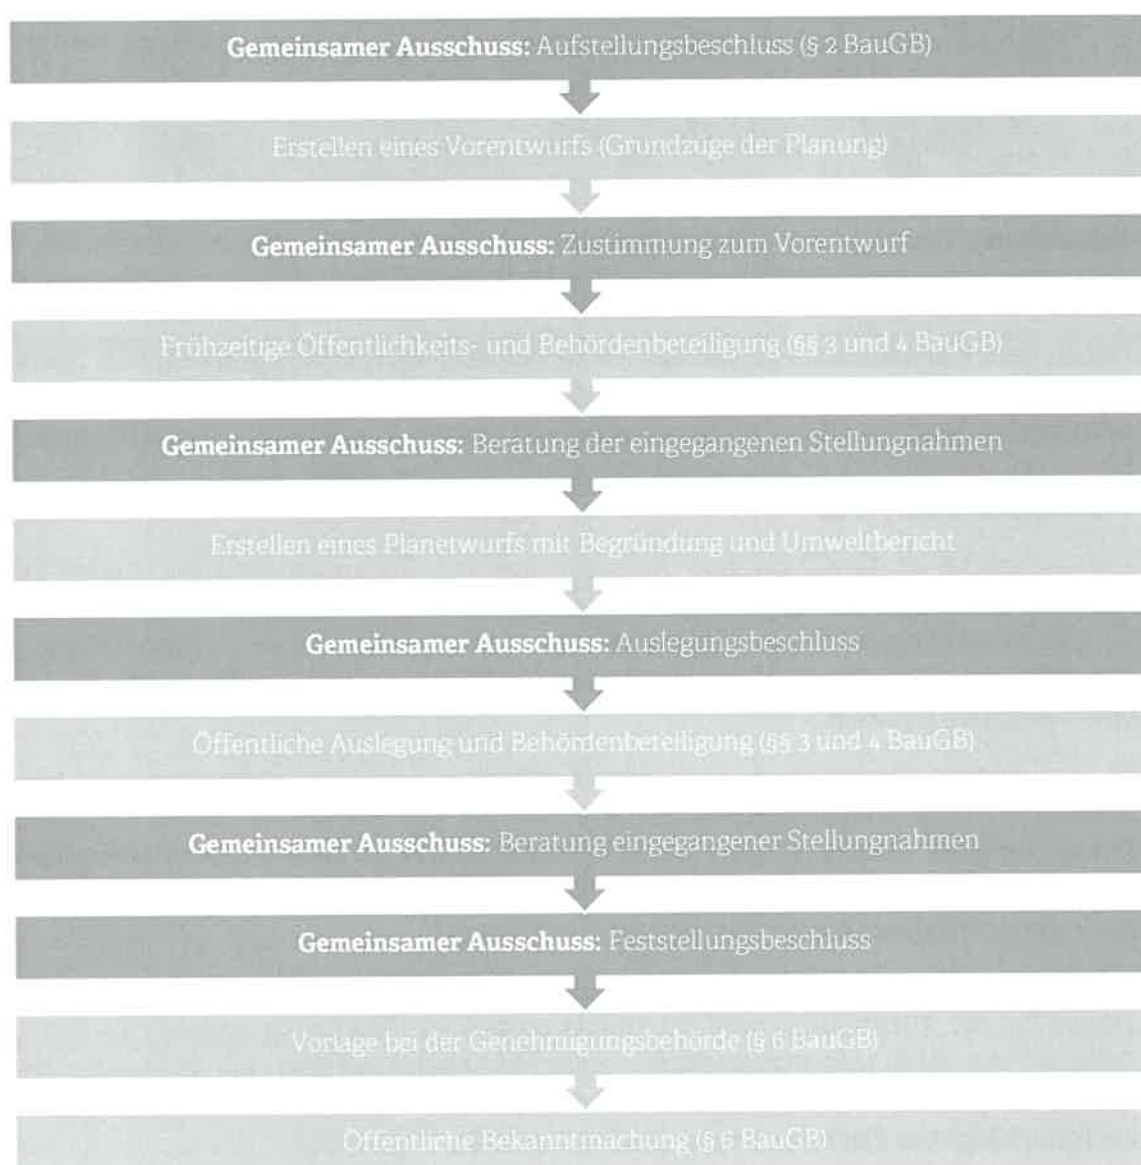 Gemeinsamer Ausschuss: Aufstellungsbeschluss (§ 2 BauGB)
Erstellen eines Vorentwurfs (Grundzüge der Planung)
Gemeinsamer Ausschuss: Zustimmung zum Vorentwurf
Frühzeitige Öffentlichkeits- und Behördenbeteiligung (§§ 3 und 4 BauGB)
Gemeinsamer Ausschuss: Beratung der eingegangenen Stellungnahmen
Erstellen eines Planetwurfs mit Begründung und Umweltbericht
Gemeinsamer Ausschuss: Auslegungsbeschluss
Öffentliche Auslegung und Behördenbeteiligung (§§ 3 und 4 BauGB)
Gemeinsamer Ausschuss: Beratung eingegangener Stellungnahmen
Gemeinsamer Ausschuss: Feststellungsbeschluss
Vorlage bei der Genehmigungsbehörde (§ 6 BauGB)
Öffentliche Bekanntmachung (§ 6 BauGB)